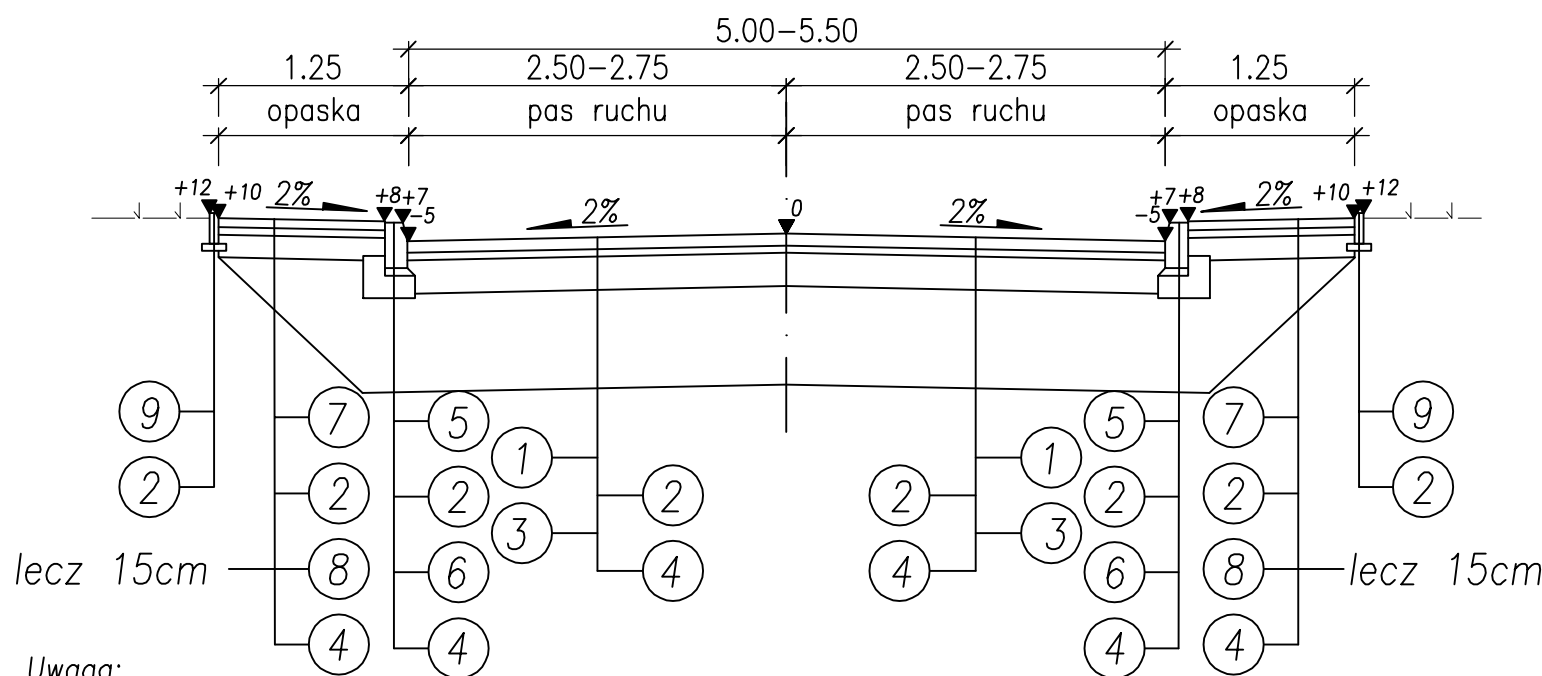 5.00-5.50
1.25 2.50-2.75 2.50-2.75 1.25
opaska pas ruchu pas ruchu opaska
+12 +10 2% +8 +7 -5 2% 0 2% -5 +7 +8 2% +10 +12
9 7 5 5 7 9
1 1
2 2 2 2 2 2 2 2
3 3
lecz 15cm 8 6 4 4 6 8 lecz 15cm
4 4 4 4
Uwaga: